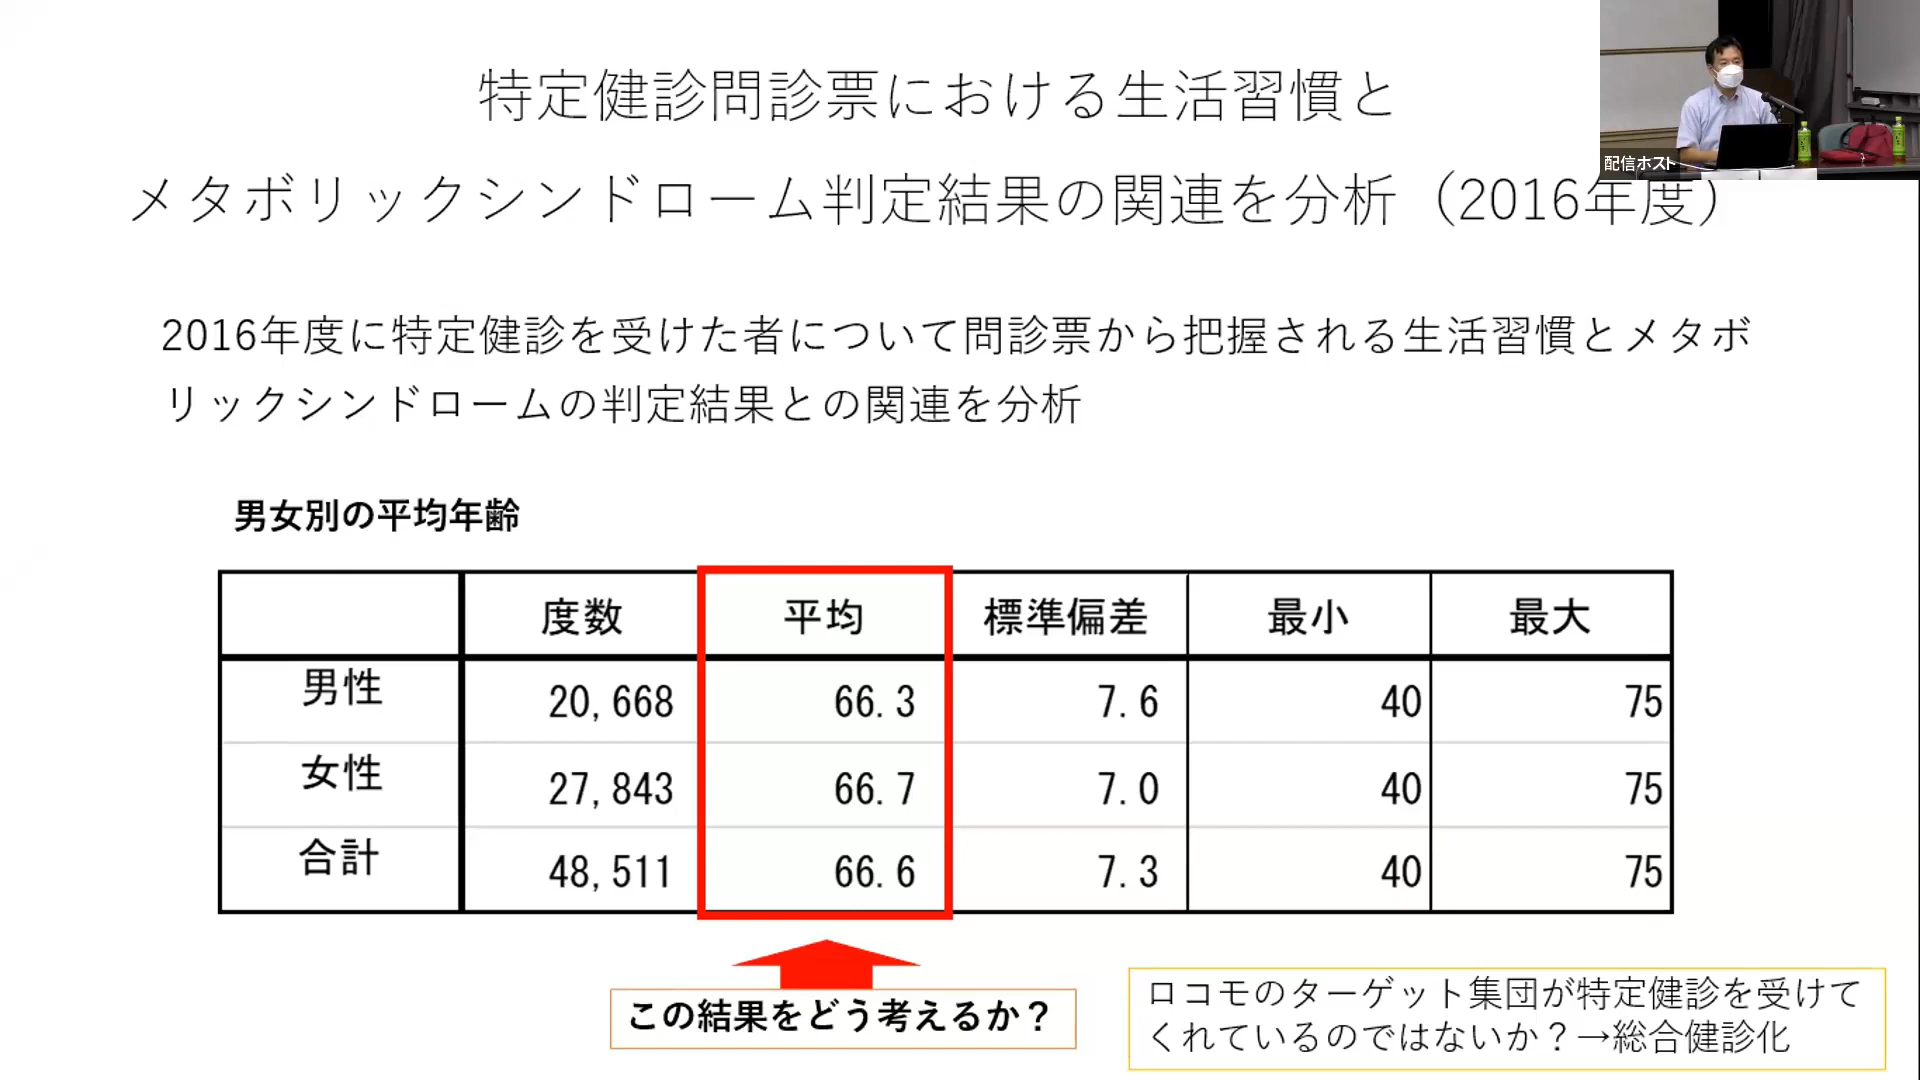 特定健診問診票における生活習慣と
メタボリックシンドローム判定結果の関連を分析（2016年度）
配信ホスト
2016年度に特定健診を受けた者について問診票から把握される生活習慣とメタボ
リックシンドロームの判定結果との関連を分析
男女別の平均年齢
度数 平均 標準偏差 最小 最大
男性 20,668 66.3 7.6 40 75
女性 27,843 66.7 7.0 40 75
合計 48,511 66.6 7.3 40 75
この結果をどう考えるか？
ロコモのターゲット集団が特定健診を受けて
くれているのではないか？→総合健診化